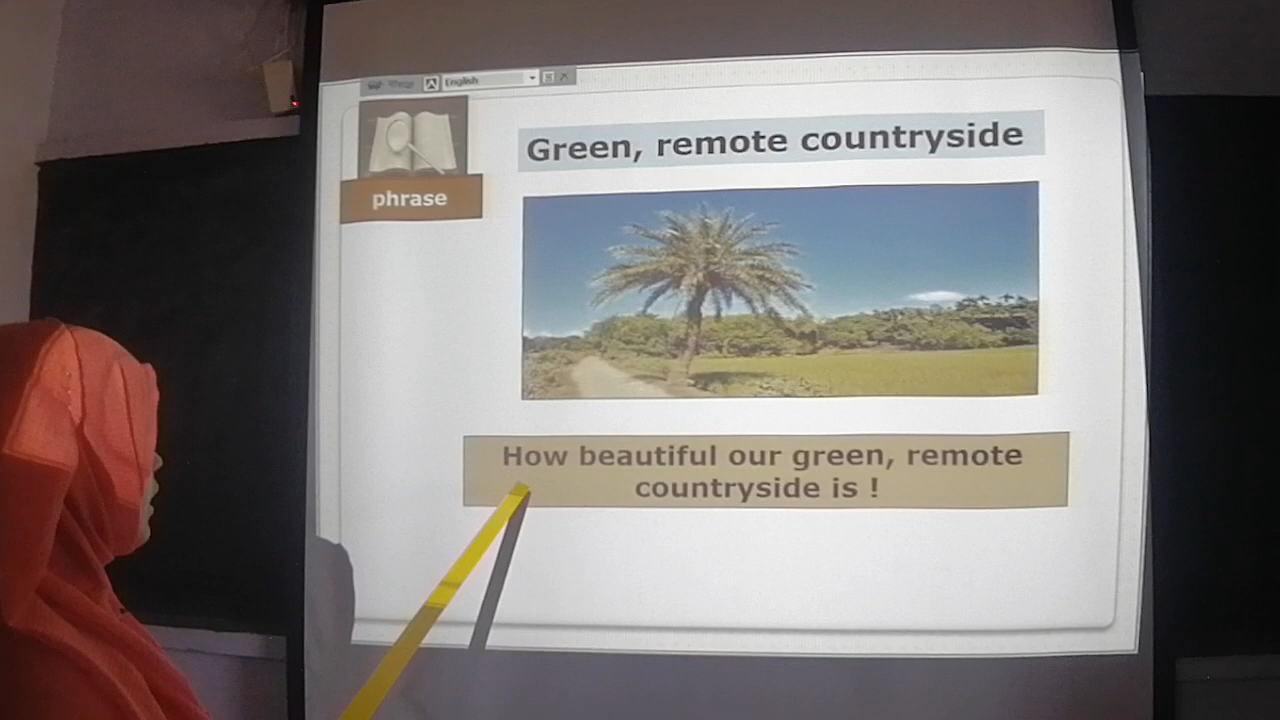 English
Green, remote countryside
phrase
How beautiful our green, remote
countryside is !